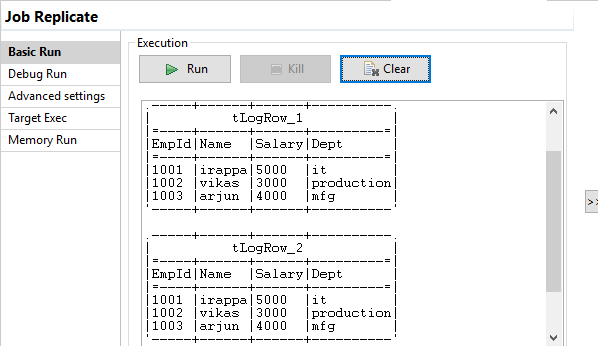 Job Replicate
Basic Run
Debug Run
Advanced settings
Target Exec
Memory Run
Execution
Run Kill Clear
.-----+------+------+----------.
|          tLogRow_1           |
|=----+------+------+---------=|
|EmpId|Name  |Salary|Dept      |
|=----+------+------+---------=|
|1001 |irappa|5000  |it        |
|1002 |vikas |3000  |production|
|1003 |arjun |4000  |mfg       |
'-----+------+------+----------'
.-----+------+------+----------.
|          tLogRow_2           |
|=----+------+------+---------=|
|EmpId|Name  |Salary|Dept      |
|=----+------+------+---------=|
|1001 |irappa|5000  |it        |
|1002 |vikas |3000  |production|
|1003 |arjun |4000  |mfg       |
'-----+------+------+----------'